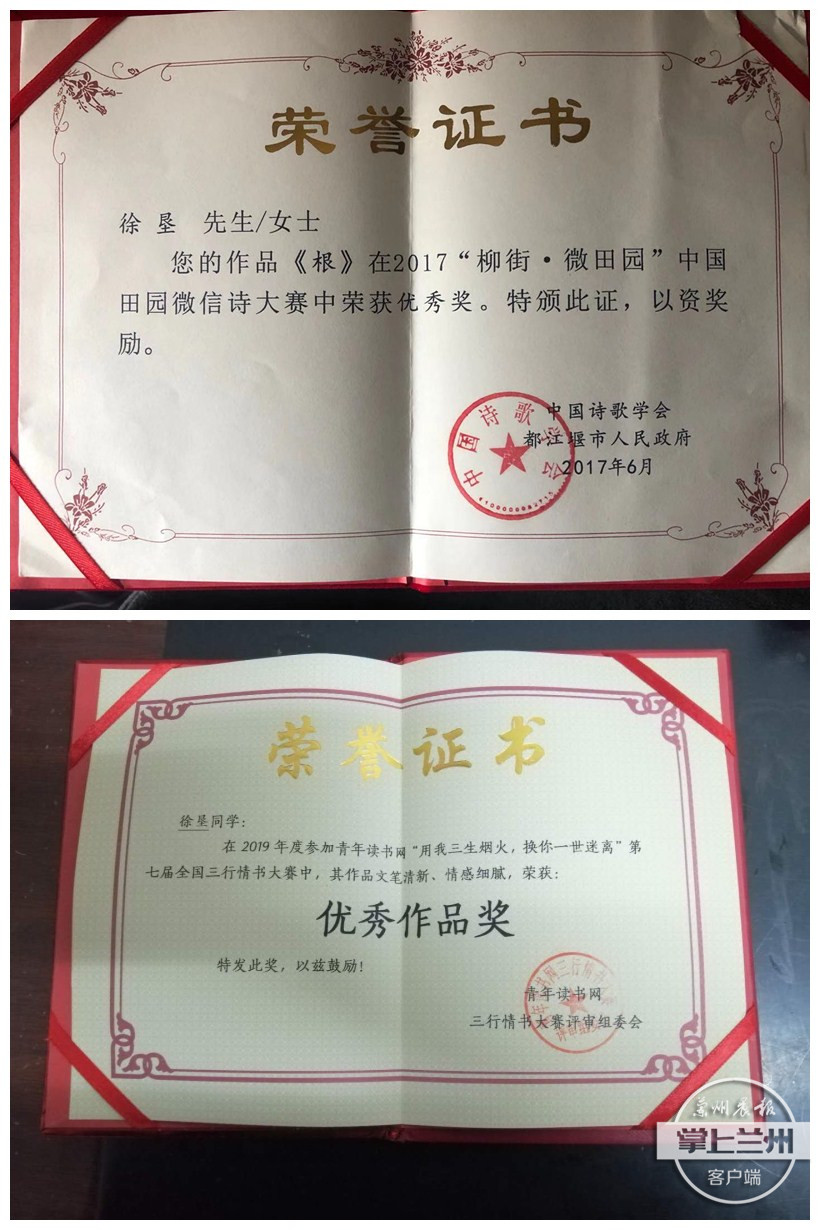 荣誉证书
徐垦 先生/女士
您的作品《根》在2017“柳街·微田园”中国
田园微信诗大赛中荣获优秀奖。特颁此证，以资奖
励。
中国诗歌学会
中国诗歌学会
都江堰市人民政府
2017年6月
荣誉证书
徐垦同学：
在2019年度参加青年读书网“用我三生烟火，换你一世迷离”第
七届全国三行情书大赛中，其作品文笔清新、情感细腻，荣获：
优秀作品奖
特发此奖，以兹鼓励！
青年读书网
三行情书大赛评审组委会
兰州晨报
掌上兰州
客户端